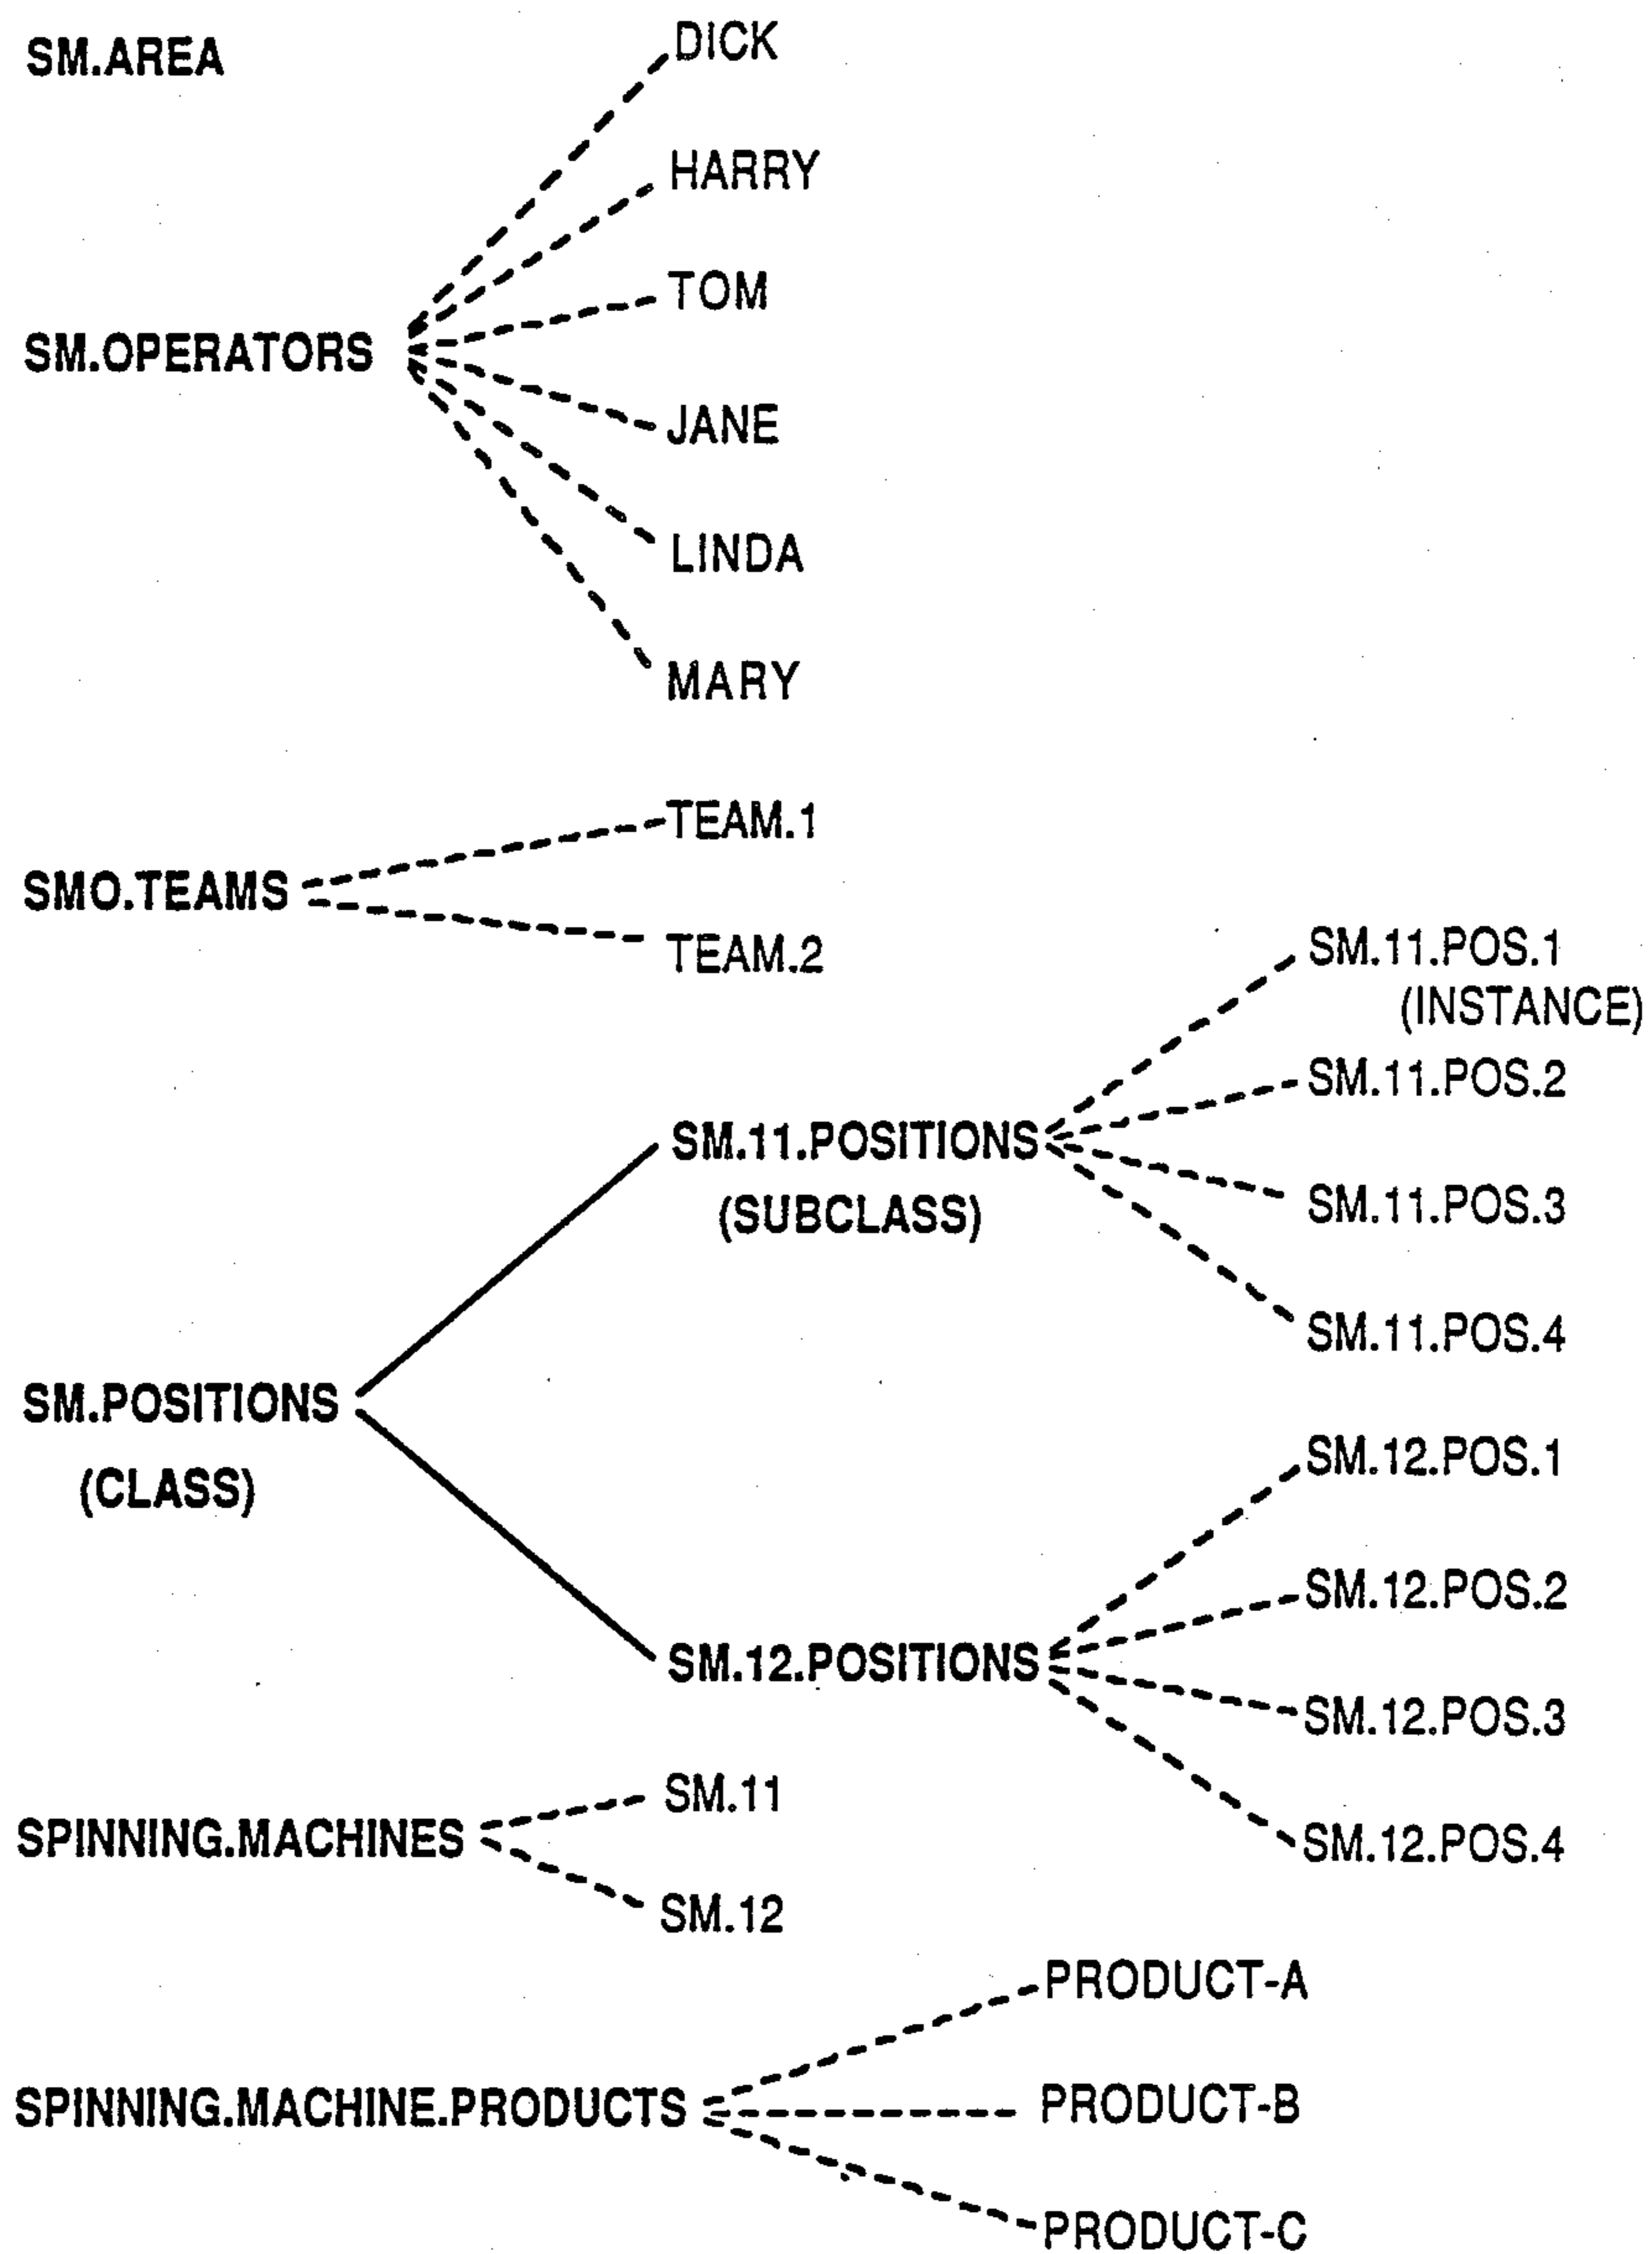 SM.AREA
DICK
HARRY
TOM
SM.OPERATORS
JANE
LINDA
MARY
TEAM.1
SMO.TEAMS
TEAM.2
SM.11.POS.1
(INSTANCE)
SM.11.POS.2
SM.11.POSITIONS
(SUBCLASS)
SM.11.POS.3
SM.11.POS.4
SM.POSITIONS
(CLASS)
SM.12.POS.1
SM.12.POS.2
SM.12.POSITIONS
SM.12.POS.3
SM.12.POS.4
SM.11
SPINNING.MACHINES
SM.12
PRODUCT-A
SPINNING.MACHINE.PRODUCTS
PRODUCT-B
PRODUCT-C